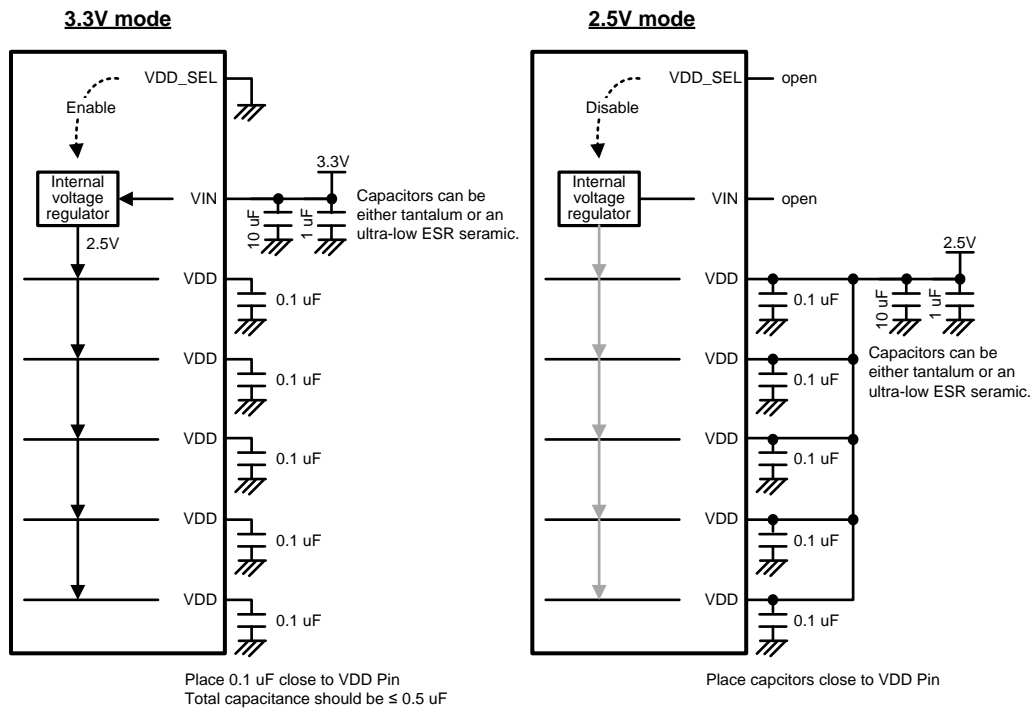 3.3V mode
VDD_SEL
Enable
3.3V
Internal
voltage
regulator
VIN
10 uF
1 uF
Capacitors can be
either tantalum or an
ultra-low ESR seramic.
2.5V
VDD
0.1 uF
VDD
0.1 uF
VDD
0.1 uF
VDD
0.1 uF
VDD
0.1 uF
Place 0.1 uF close to VDD Pin
Total capacitance should be ≤ 0.5 uF
2.5V mode
VDD_SEL
open
Disable
Internal
voltage
regulator
VIN
open
2.5V
VDD
0.1 uF
10 uF
1 uF
Capacitors can be
either tantalum or an
ultra-low ESR seramic.
VDD
0.1 uF
VDD
0.1 uF
VDD
0.1 uF
VDD
0.1 uF
Place capcitors close to VDD Pin